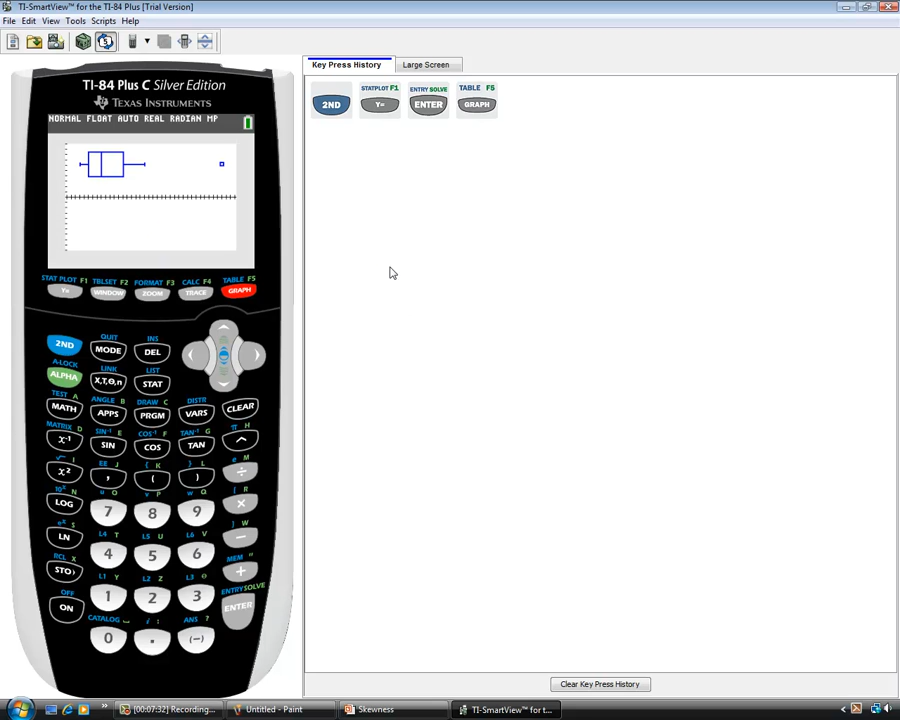 TI-SmartView™ for the TI-84 Plus [Trial Version]
File Edit View Tools Scripts Help
Key Press History Large Screen
STATPLOT F1 ENTRY SOLVE TABLE F5
2ND Y= ENTER GRAPH
TI-84 Plus C Silver Edition
TEXAS INSTRUMENTS
NORMAL FLOAT AUTO REAL RADIAN MP
STAT PLOT F1 TBLSET F2 FORMAT F3 CALC F4 TABLE F5
Y= WINDOW ZOOM TRACE GRAPH
QUIT INS
2ND MODE DEL
A-LOCK LINK LIST
ALPHA X,T,Θ,n STAT
TEST A ANGLE B DRAW C DISTR
MATH APPS PRGM VARS CLEAR
MATRIX D SIN⁻¹ E COS⁻¹ F TAN⁻¹ G π H
x⁻¹ SIN COS TAN ^
√ I EE J { K } L e M
x² , ( ) ÷
10ˣ N u O v P w Q [ R
LOG 7 8 9 ×
eˣ S L4 T L5 U L6 V ] W
LN 4 5 6 −
RCL X L1 Y L2 Z L3 Θ MEM "
STO› 1 2 3 +
OFF CATALOG i : ANS ? ENTRY SOLVE
ON 0 . (−) ENTER
Clear Key Press History
[00:07:32] Recording... Untitled - Paint Skewness TI-SmartView™ for t...